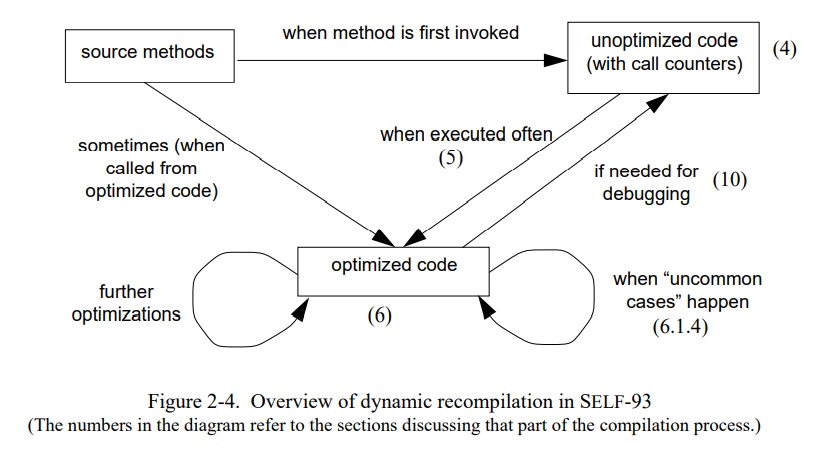 when method is first invoked
source methods
unoptimized code
(with call counters)
(4)
when executed often
(5)
sometimes (when
called from
optimized code)
if needed for
debugging
(10)
optimized code
further
optimizations
(6)
when “uncommon
cases” happen
(6.1.4)
Figure 2-4. Overview of dynamic recompilation in SELF-93
(The numbers in the diagram refer to the sections discussing that part of the compilation process.)